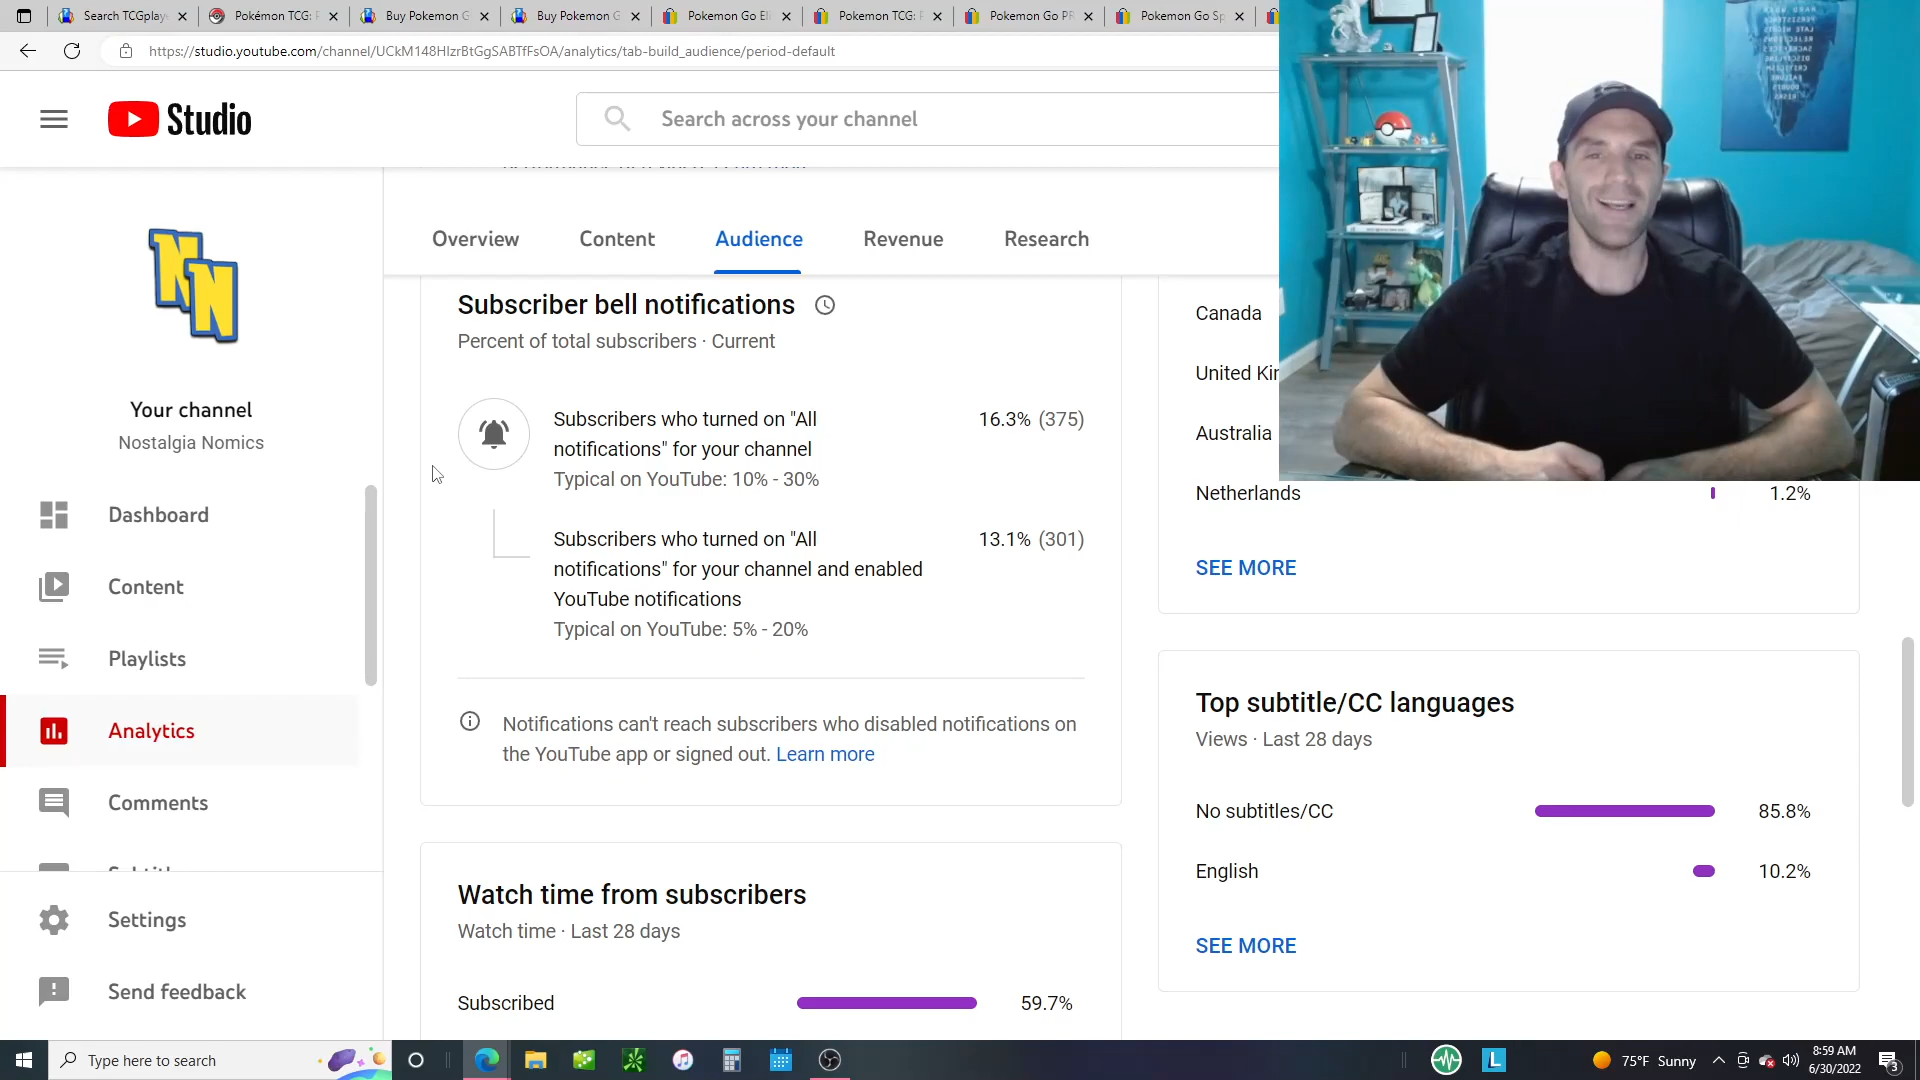 Search TCGplay
Pokémon TCG: F
Buy Pokemon G
Buy Pokemon G
Pokemon Go Eli
Pokemon TCG: F
Pokemon Go PR
Pokemon Go Sp
https://studio.youtube.com/channel/UCkM148HIzrBtGgSABTfFsOA/analytics/tab-build_audience/period-default
Studio
Search across your channel
Overview
Content
Audience
Revenue
Research
NN
Your channel
Nostalgia Nomics
Dashboard
Content
Playlists
Analytics
Comments
Settings
Send feedback
Subscriber bell notifications
Percent of total subscribers · Current
Subscribers who turned on "All
notifications" for your channel
Typical on YouTube: 10% - 30%
16.3% (375)
Subscribers who turned on "All
notifications" for your channel and enabled
YouTube notifications
Typical on YouTube: 5% - 20%
13.1% (301)
Notifications can't reach subscribers who disabled notifications on
the YouTube app or signed out. Learn more
Watch time from subscribers
Watch time · Last 28 days
Subscribed 59.7%
Canada
United Kin
Australia
Netherlands 1.2%
SEE MORE
Top subtitle/CC languages
Views · Last 28 days
No subtitles/CC 85.8%
English 10.2%
SEE MORE
Type here to search
L
75°F Sunny
8:59 AM
6/30/2022
3